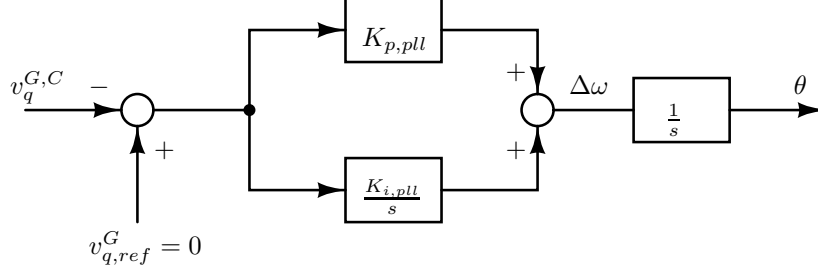 K_{p,pll}
v_q^{G,C}
−
+
Δω
θ
1/s
+
+
K_{i,pll}/s
v_{q,ref}^G = 0